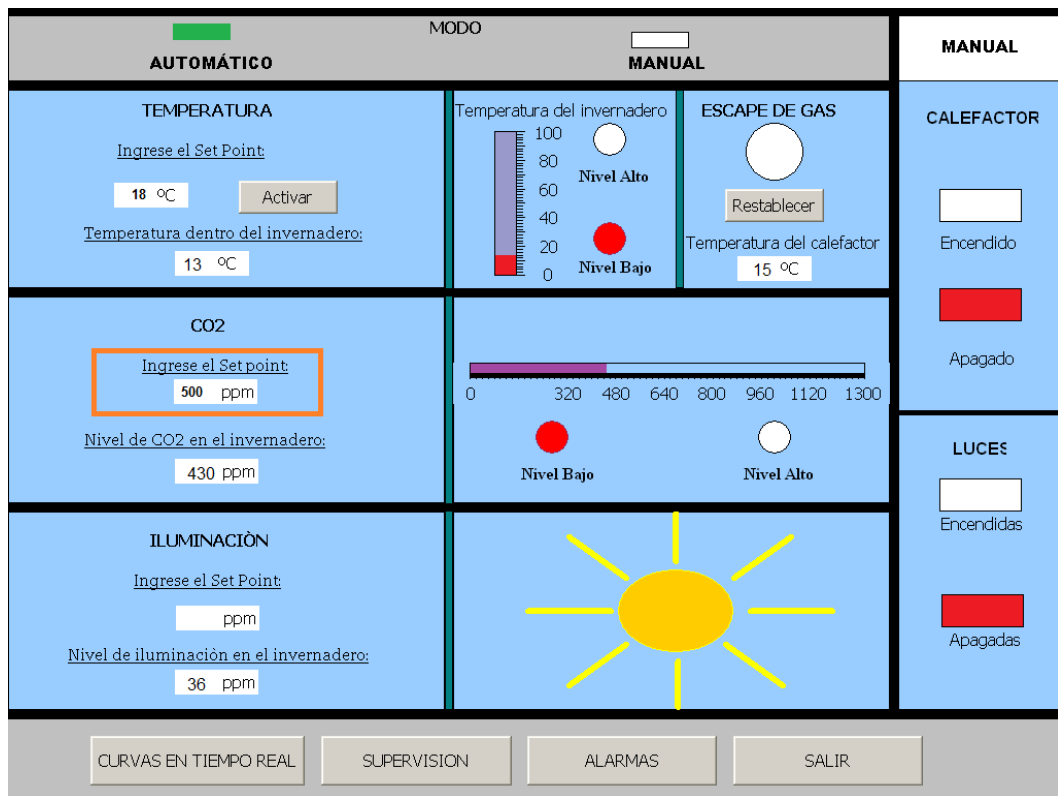 MODO
AUTOMÁTICO
MANUAL
MANUAL
TEMPERATURA
Ingrese el Set Point:
18 ºC
Activar
Temperatura dentro del invernadero:
13 ºC
Temperatura del invernadero
100
80
60
40
20
0
Nivel Alto
Nivel Bajo
ESCAPE DE GAS
Restablecer
Temperatura del calefactor
15 ºC
CALEFACTOR
Encendido
Apagado
CO2
Ingrese el Set point:
500 ppm
Nivel de CO2 en el invernadero:
430 ppm
0 320 480 640 800 960 1120 1300
Nivel Bajo
Nivel Alto
LUCES
Encendidas
Apagadas
ILUMINACIÒN
Ingrese el Set Point:
ppm
Nivel de iluminaciòn en el invernadero:
36 ppm
CURVAS EN TIEMPO REAL
SUPERVISION
ALARMAS
SALIR